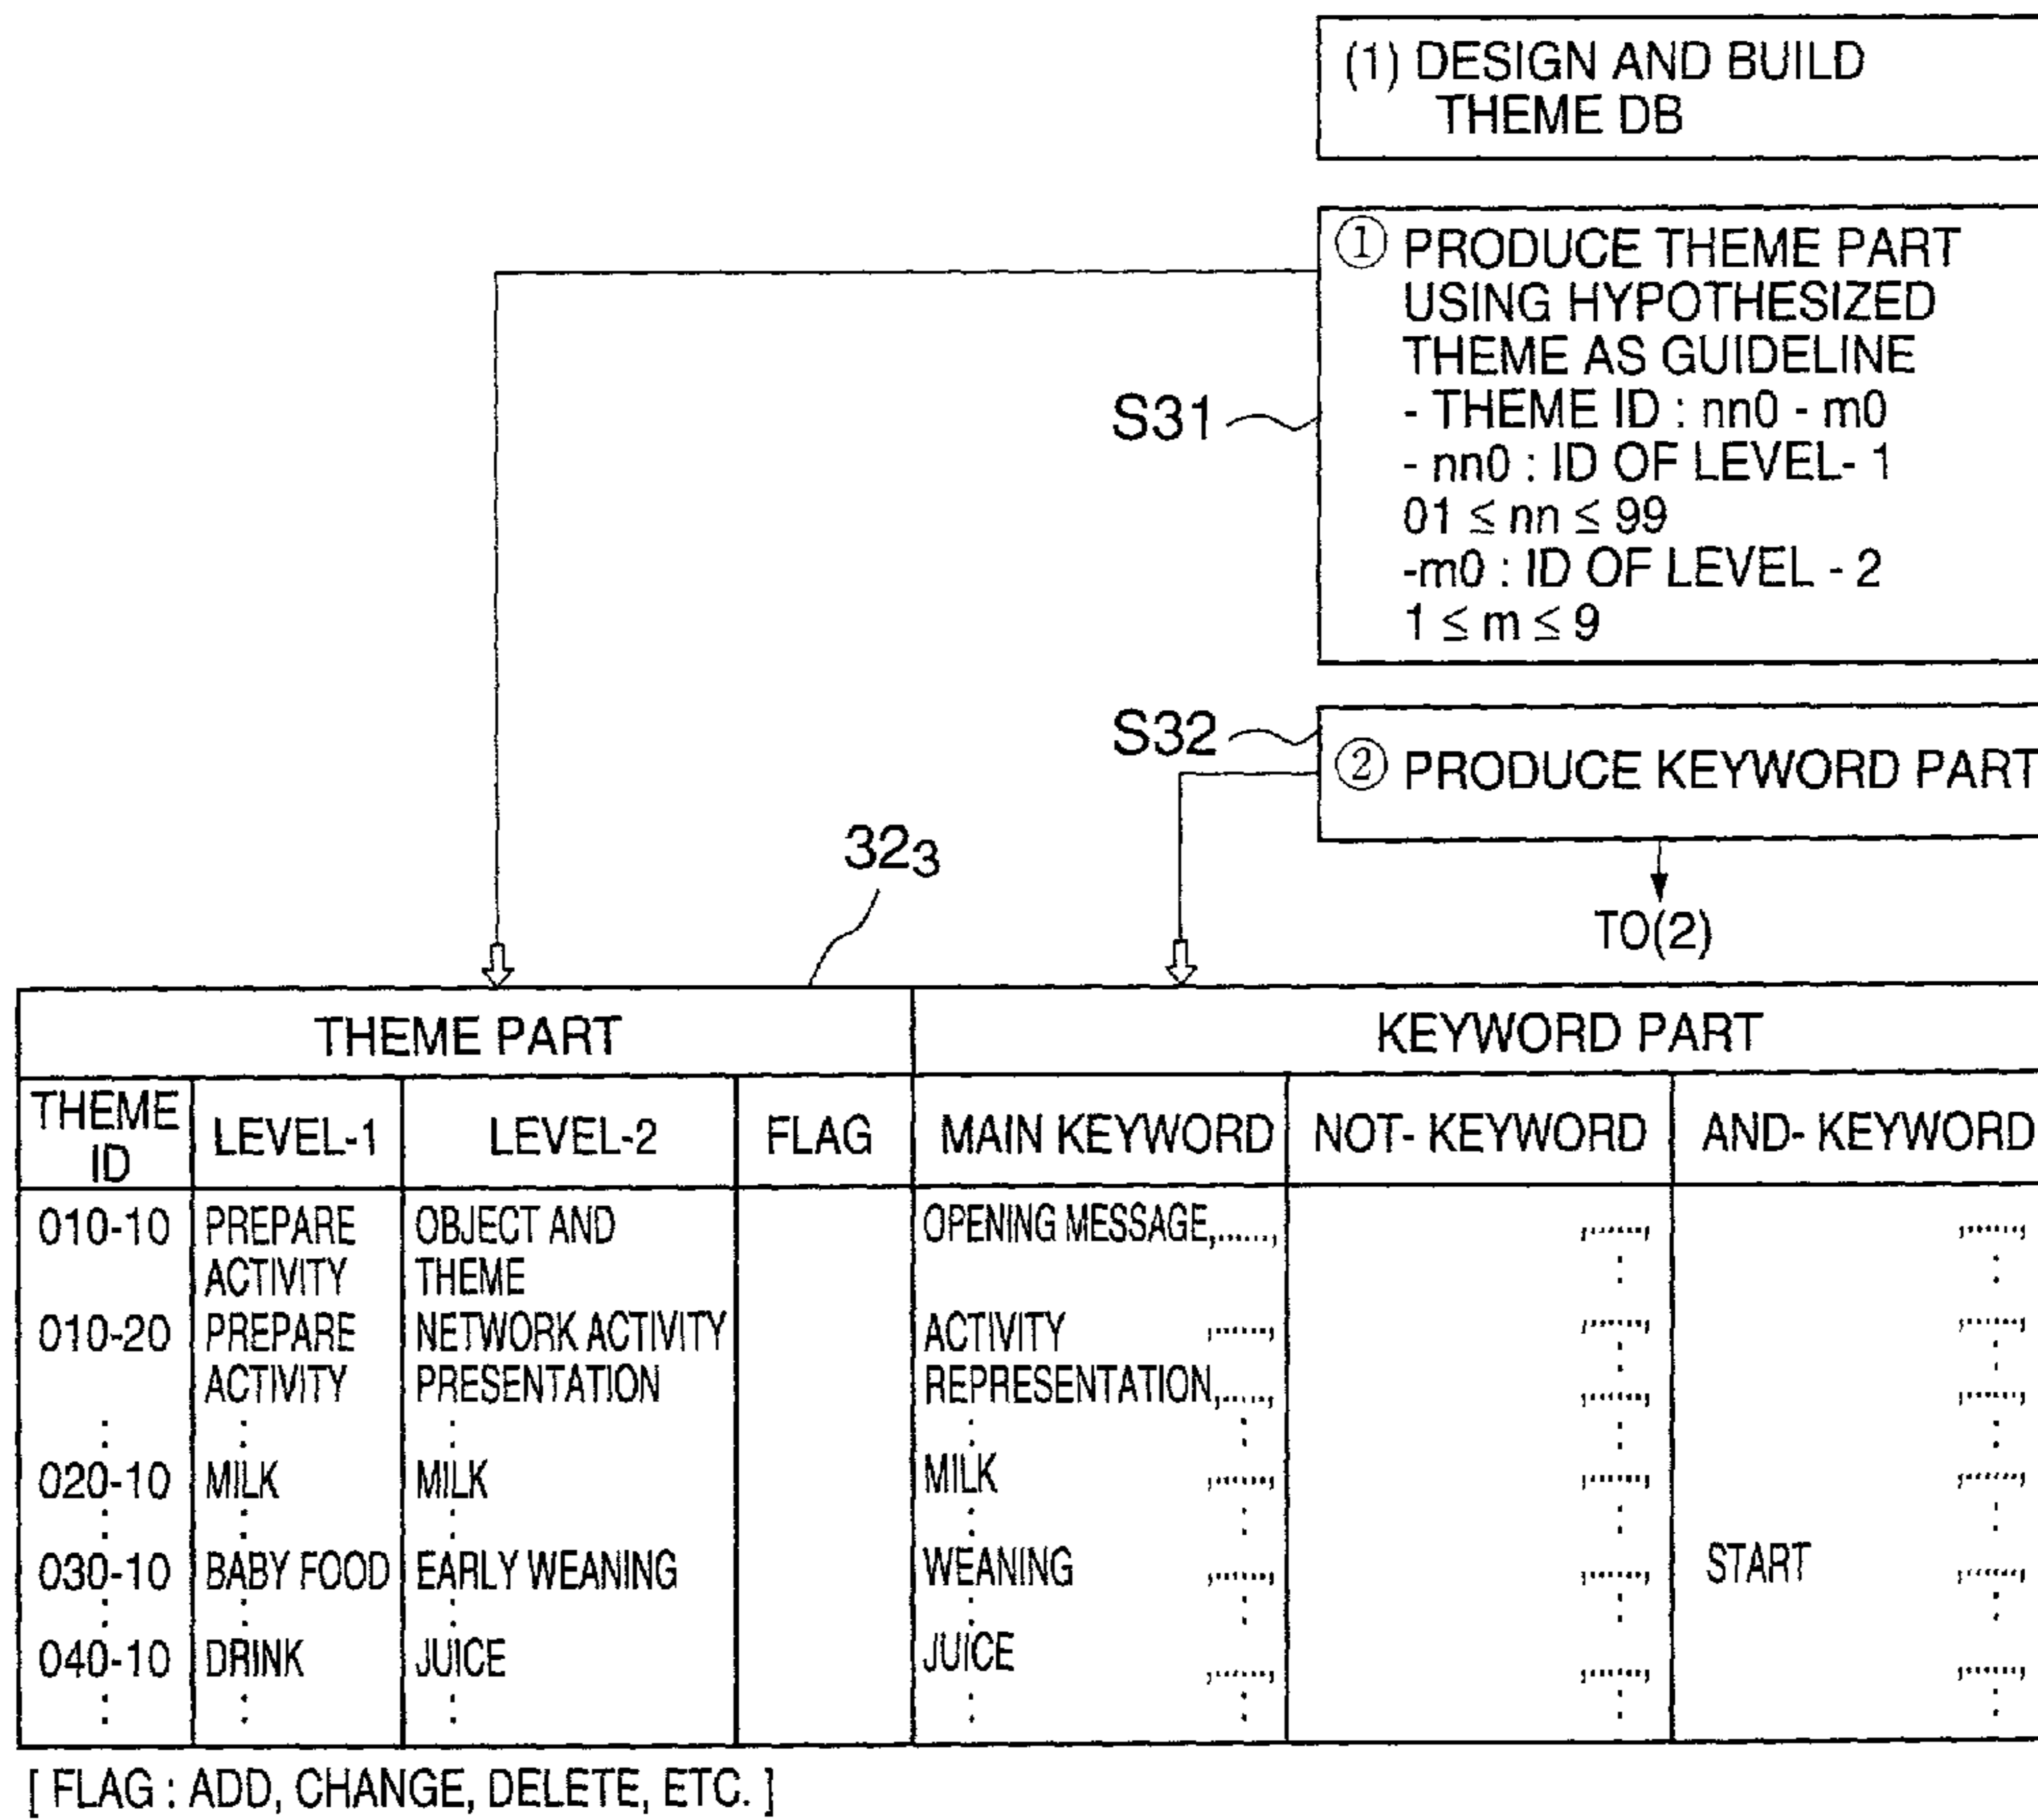 (1) DESIGN AND BUILD
THEME DB
① PRODUCE THEME PART
USING HYPOTHESIZED
THEME AS GUIDELINE
- THEME ID : nn0 - m0
- nn0 : ID OF LEVEL- 1
01 ≤ nn ≤ 99
-m0 : ID OF LEVEL - 2
1 ≤ m ≤ 9
S31
S32
② PRODUCE KEYWORD PART
TO(2)
32₃
THEME PART KEYWORD PART
THEME ID LEVEL-1 LEVEL-2 FLAG MAIN KEYWORD NOT- KEYWORD AND- KEYWORD
010-10 PREPARE OBJECT AND OPENING MESSAGE,.....,
ACTIVITY THEME
010-20 PREPARE NETWORK ACTIVITY ACTIVITY
ACTIVITY PRESENTATION REPRESENTATION,.....,
020-10 MILK MILK MILK
030-10 BABY FOOD EARLY WEANING WEANING START
040-10 DRINK JUICE JUICE
[ FLAG : ADD, CHANGE, DELETE, ETC. ]